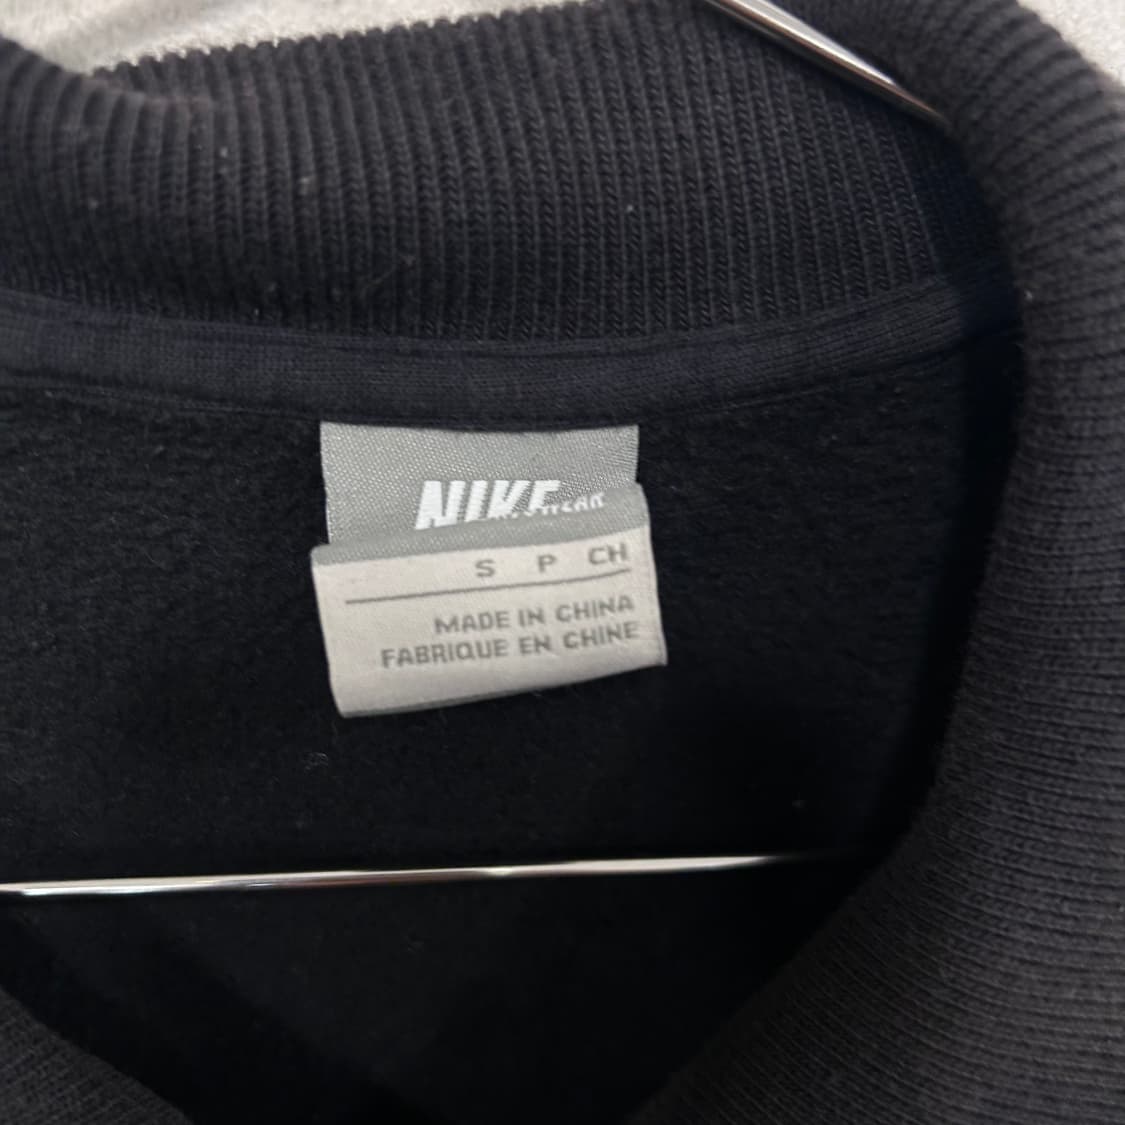 NIKE
S P CH
MADE IN CHINA
FABRIQUE EN CHINE